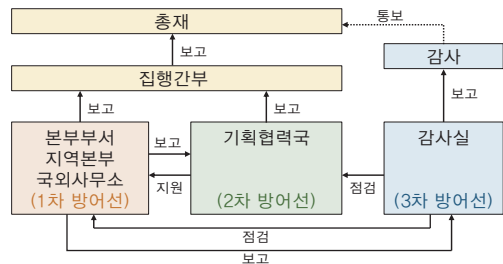 총재
통보
감사
보고
집행간부
보고
보고
보고
본부부서
지역본부
국외사무소
(1차 방어선)
보고
지원
기획협력국
(2차 방어선)
점검
감사실
(3차 방어선)
점검
보고